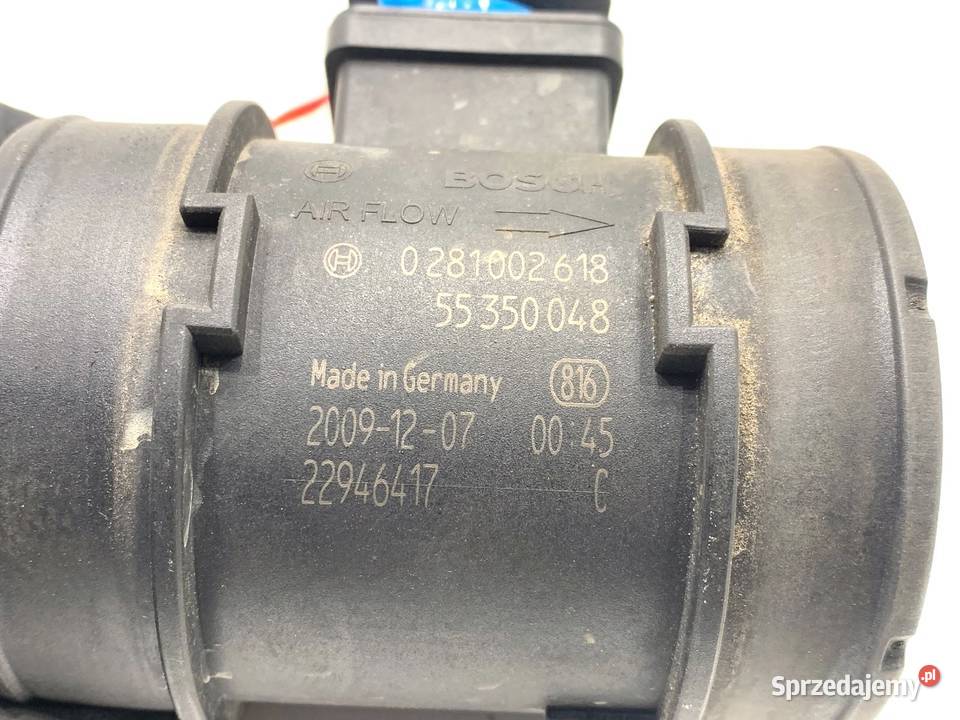 BOSCH
AIR FLOW
0 281 002 618
55 350 048
Made in Germany 816
2009-12-07 00:45
22946417 C
Sprzedajemy.pl